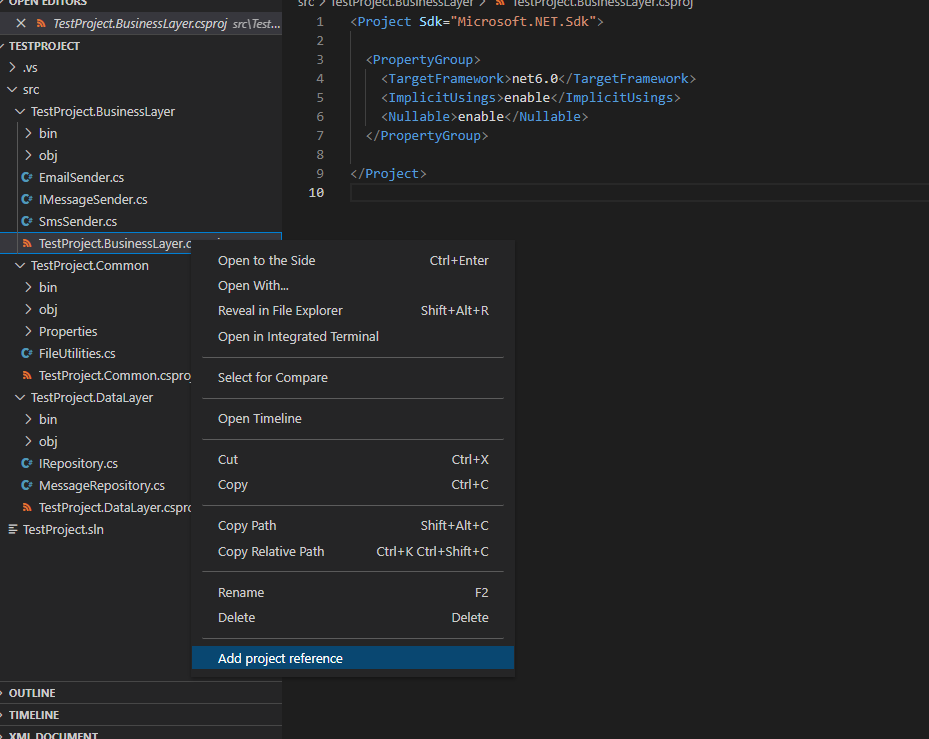 OPEN EDITORS
TestProject.BusinessLayer.csproj src\Test...
TESTPROJECT
.vs
src
TestProject.BusinessLayer
bin
obj
C# EmailSender.cs
C# IMessageSender.cs
C# SmsSender.cs
TestProject.BusinessLayer.c
TestProject.Common
bin
obj
Properties
C# FileUtilities.cs
TestProject.Common.csproj
TestProject.DataLayer
bin
obj
C# IRepository.cs
C# MessageRepository.cs
TestProject.DataLayer.cspro
TestProject.sln
OUTLINE
TIMELINE
XML DOCUMENT
src > TestProject.BusinessLayer > TestProject.BusinessLayer.csproj
1 <Project Sdk="Microsoft.NET.Sdk">
2
3 <PropertyGroup>
4 <TargetFramework>net6.0</TargetFramework>
5 <ImplicitUsings>enable</ImplicitUsings>
6 <Nullable>enable</Nullable>
7 </PropertyGroup>
8
9 </Project>
10
Open to the Side Ctrl+Enter
Open With...
Reveal in File Explorer Shift+Alt+R
Open in Integrated Terminal
Select for Compare
Open Timeline
Cut Ctrl+X
Copy Ctrl+C
Copy Path Shift+Alt+C
Copy Relative Path Ctrl+K Ctrl+Shift+C
Rename F2
Delete Delete
Add project reference